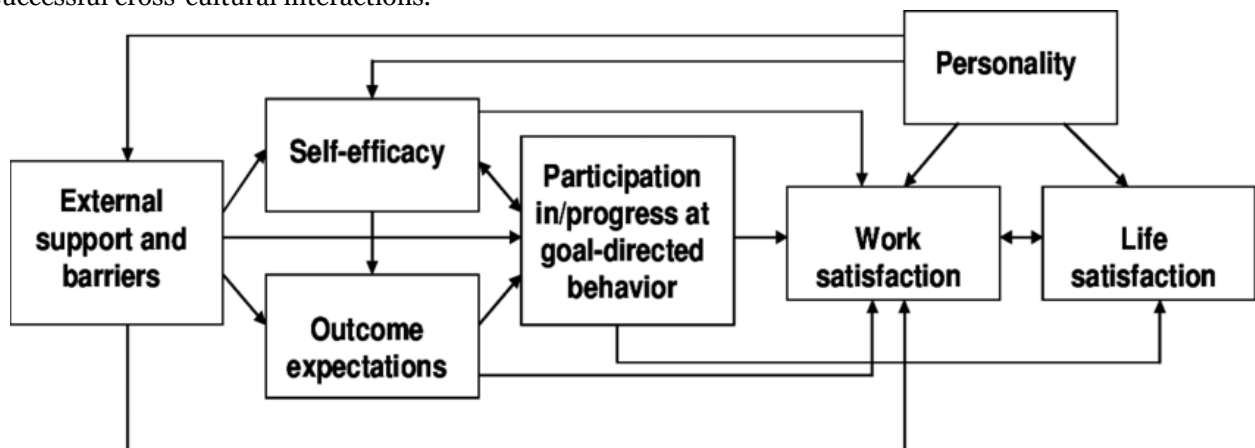 successful cross-cultural interactions.
Personality
Self-efficacy
External
support and
barriers
Participation
in/progress at
goal-directed
behavior
Work
satisfaction
Life
satisfaction
Outcome
expectations